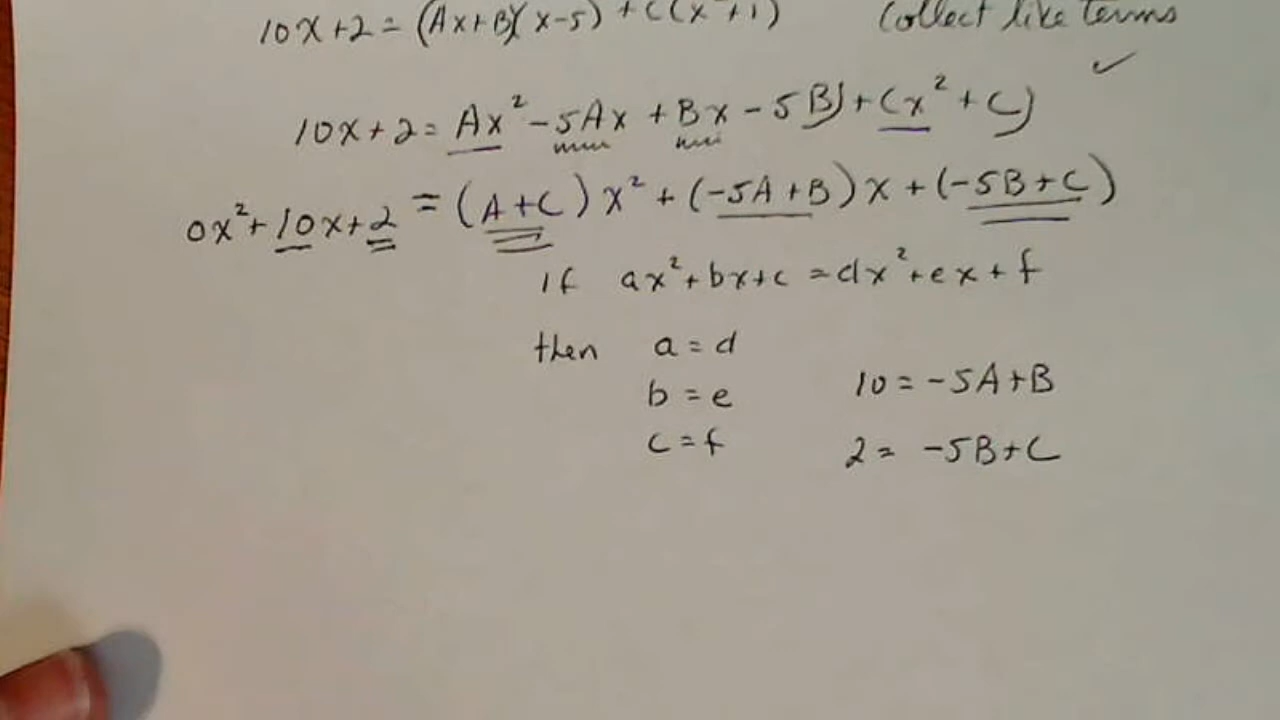 10x+2 = (Ax+B)(x-5) + C(x²+1) Collect like terms
10x+2 = Ax² - 5Ax + Bx - 5B + Cx² + C ✓
0x²+10x+2 = (A+C)x² + (-5A+B)x + (-5B+C)
If ax²+bx+c = dx²+ex+f
then a = d
b = e 10 = -5A+B
c = f 2 = -5B+C